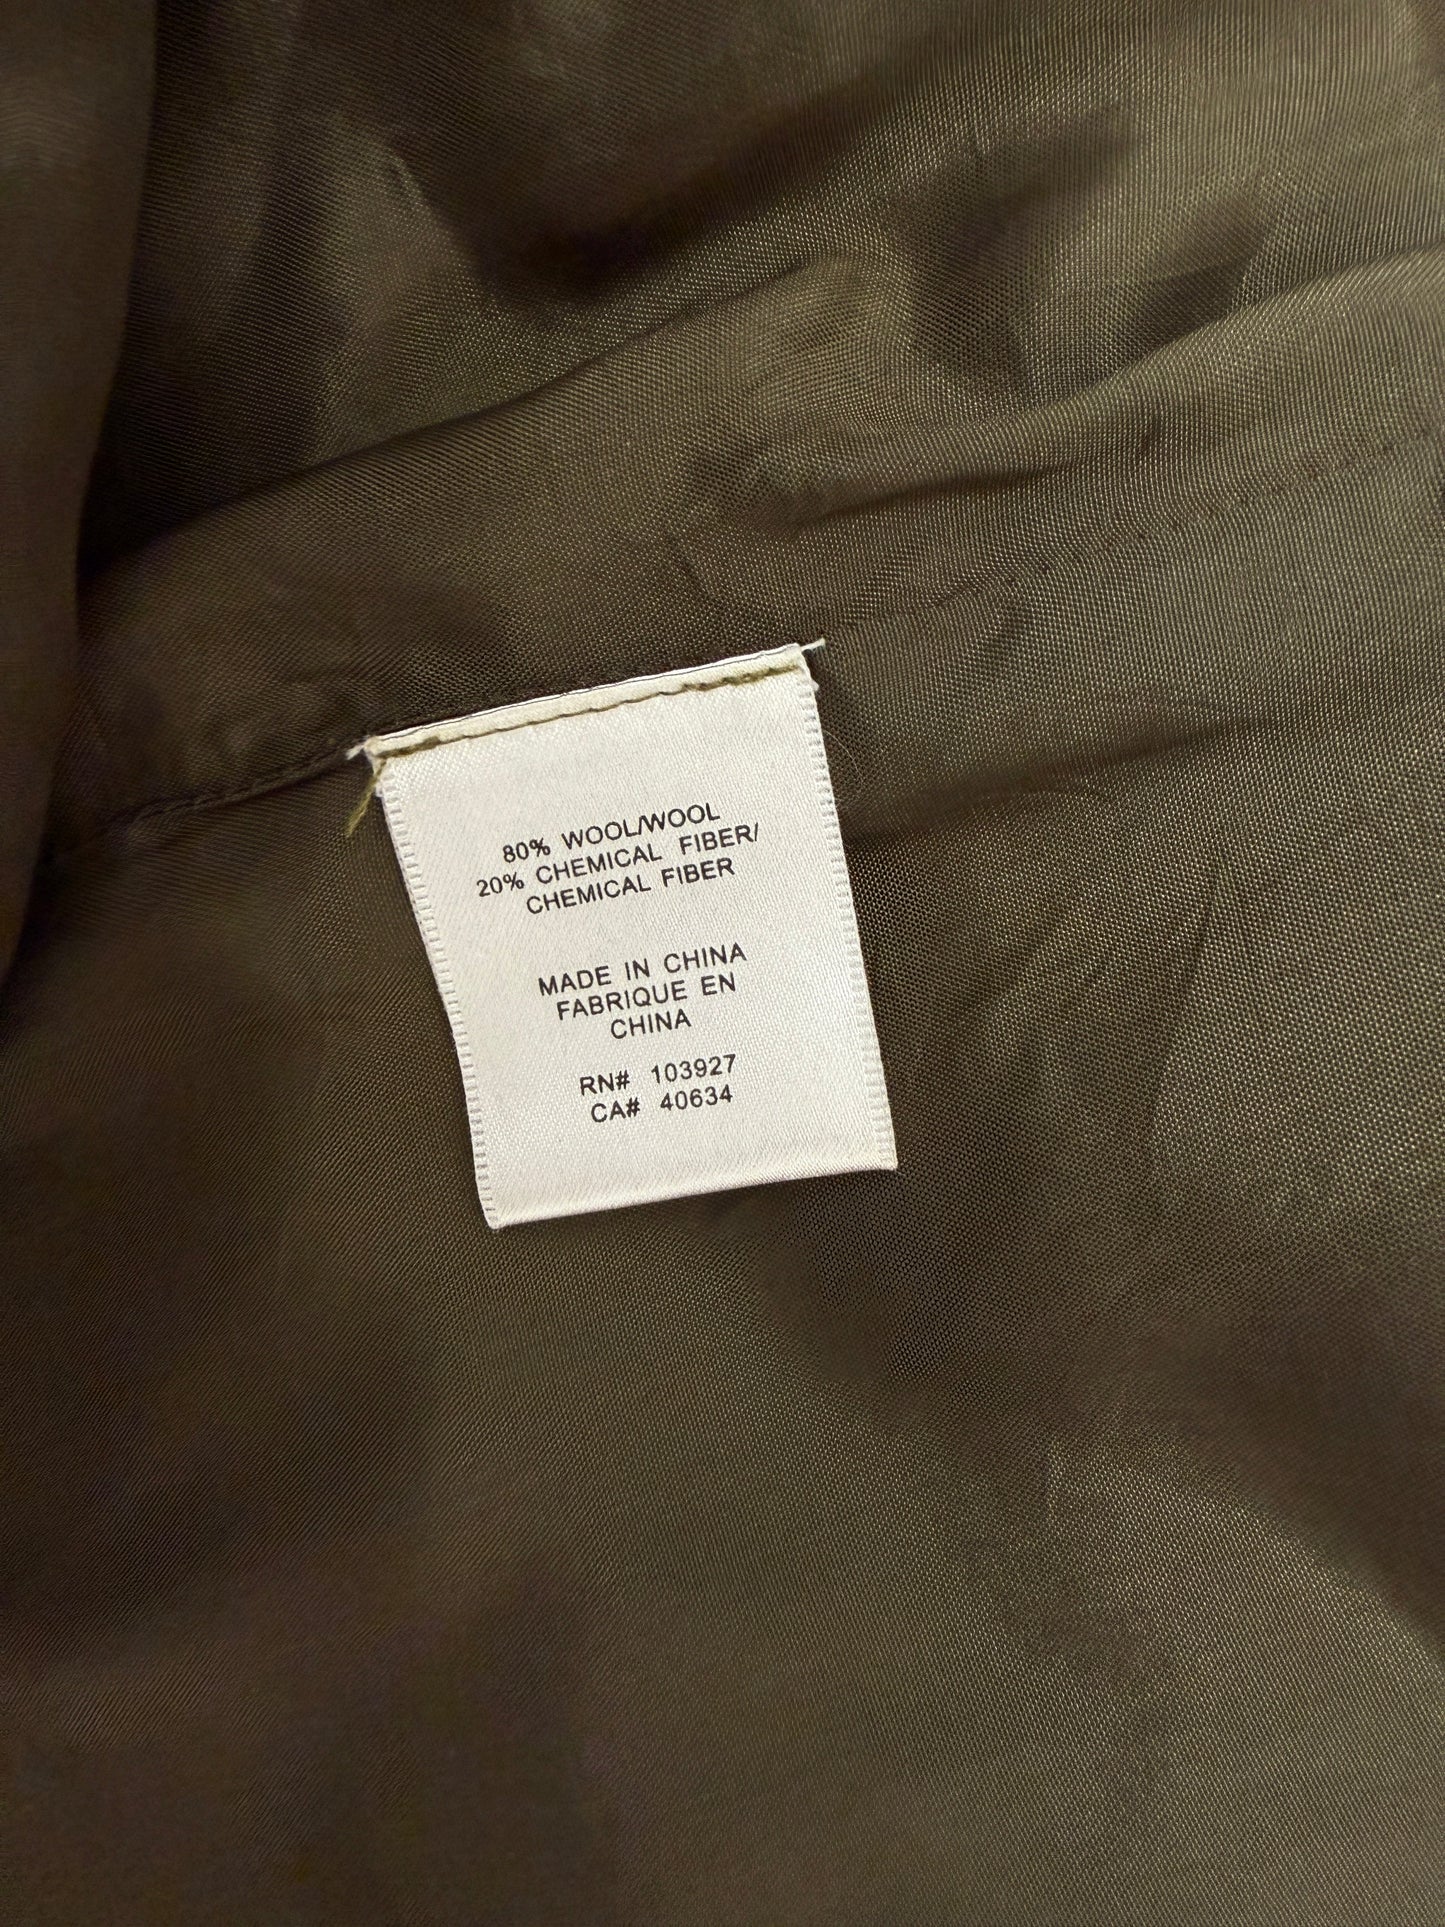 80% WOOL/WOOL
20% CHEMICAL FIBER/
CHEMICAL FIBER
MADE IN CHINA
FABRIQUE EN
CHINA
RN# 103927
CA# 40634